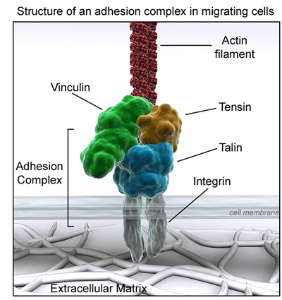 Structure of an adhesion complex in migrating cells
Actin
filament
Vinculin
Tensin
Talin
Adhesion
Complex
Integrin
cell membrane
Extracellular Matrix